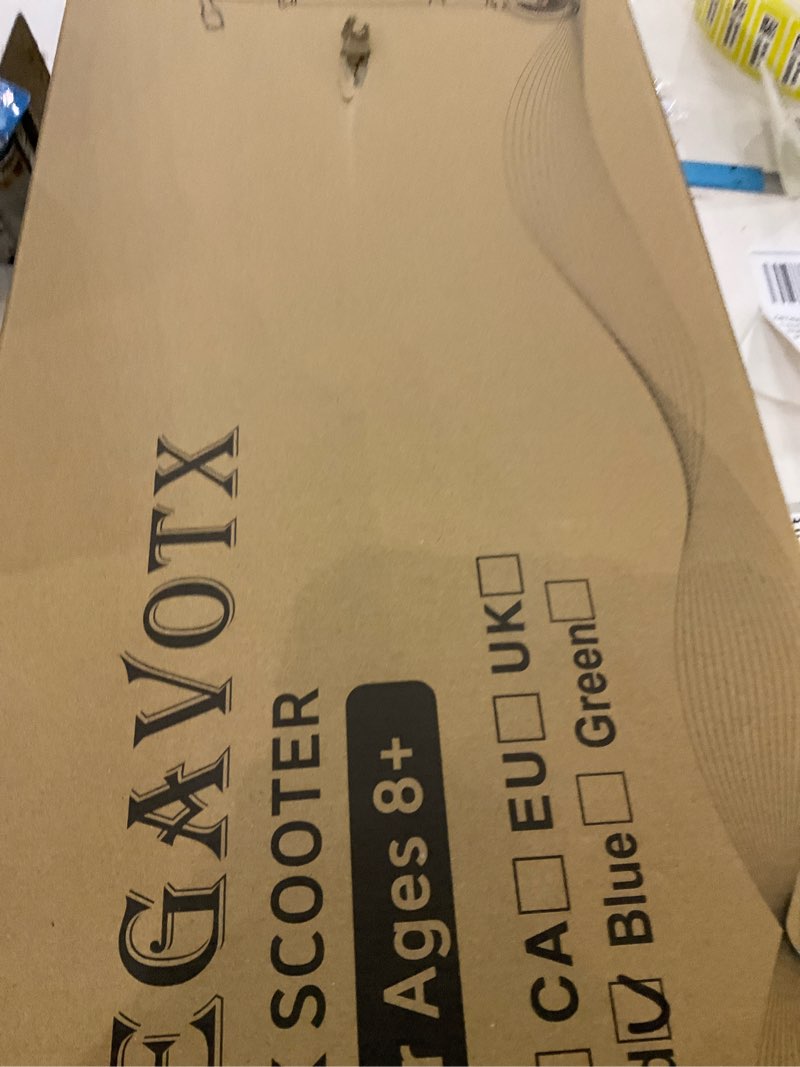 EGAVOTX
SCOOTER
r Ages 8+
CA□ EU□ UK□
d☑ Blue□ Green□